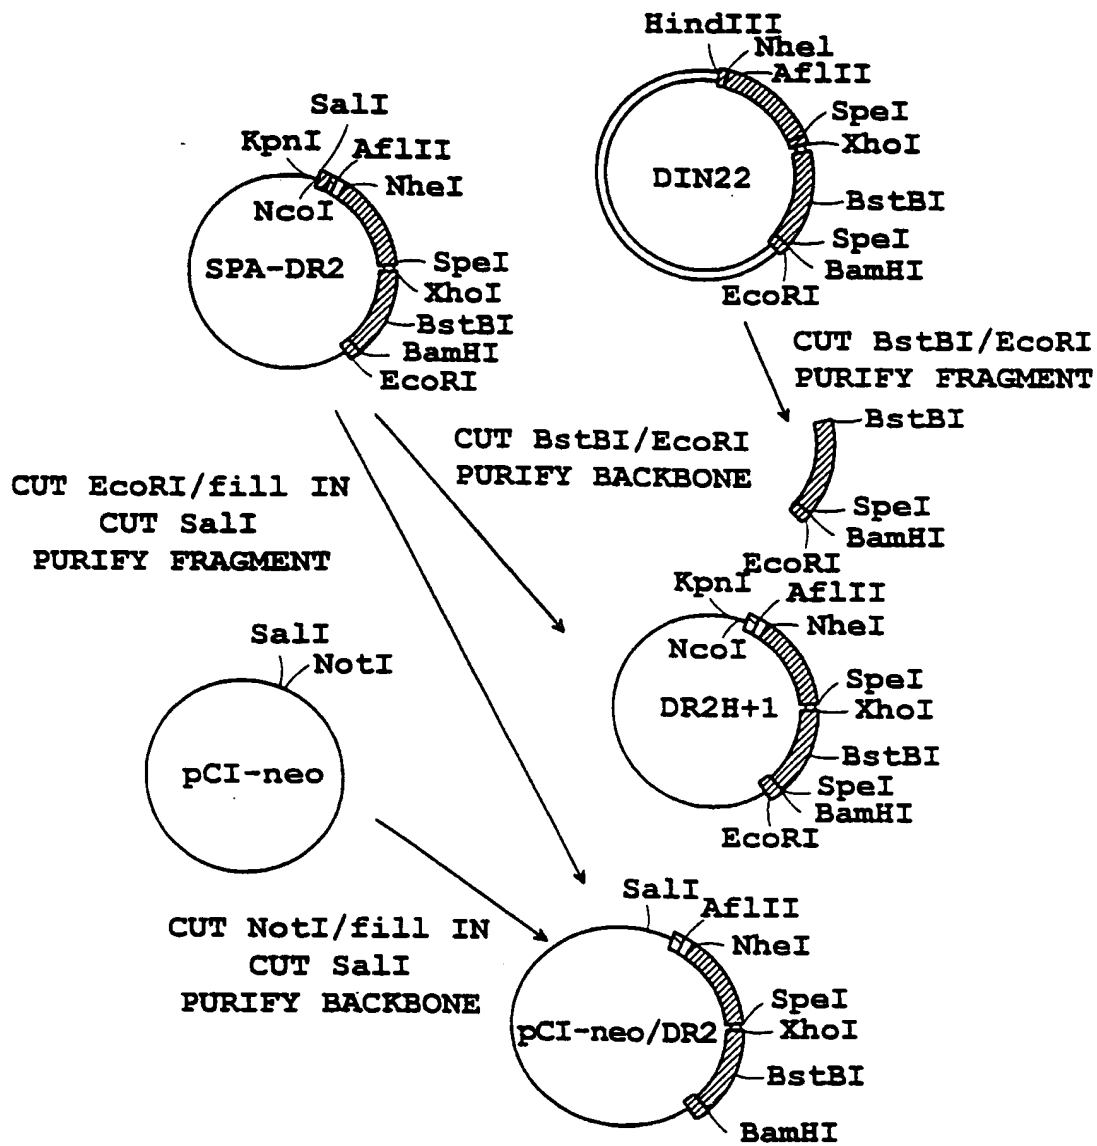 SalI
KpnI
AflII
NheI
NcoI
SPA-DR2
SpeI
XhoI
BstBI
BamHI
EcoRI
HindIII
Nhel
AflII
SpeI
XhoI
DIN22
BstBI
SpeI
BamHI
EcoRI
CUT BstBI/EcoRI
PURIFY FRAGMENT
BstBI
SpeI
BamHI
EcoRI
CUT BstBI/EcoRI
PURIFY BACKBONE
CUT EcoRI/fill IN
CUT SalI
PURIFY FRAGMENT
KpnI
AflII
NheI
NcoI
SpeI
DR2H+1
XhoI
BstBI
SpeI
BamHI
EcoRI
SalI
NotI
pCI-neo
CUT NotI/fill IN
CUT SalI
PURIFY BACKBONE
SalI
AflII
NheI
SpeI
XhoI
pCI-neo/DR2
BstBI
BamHI